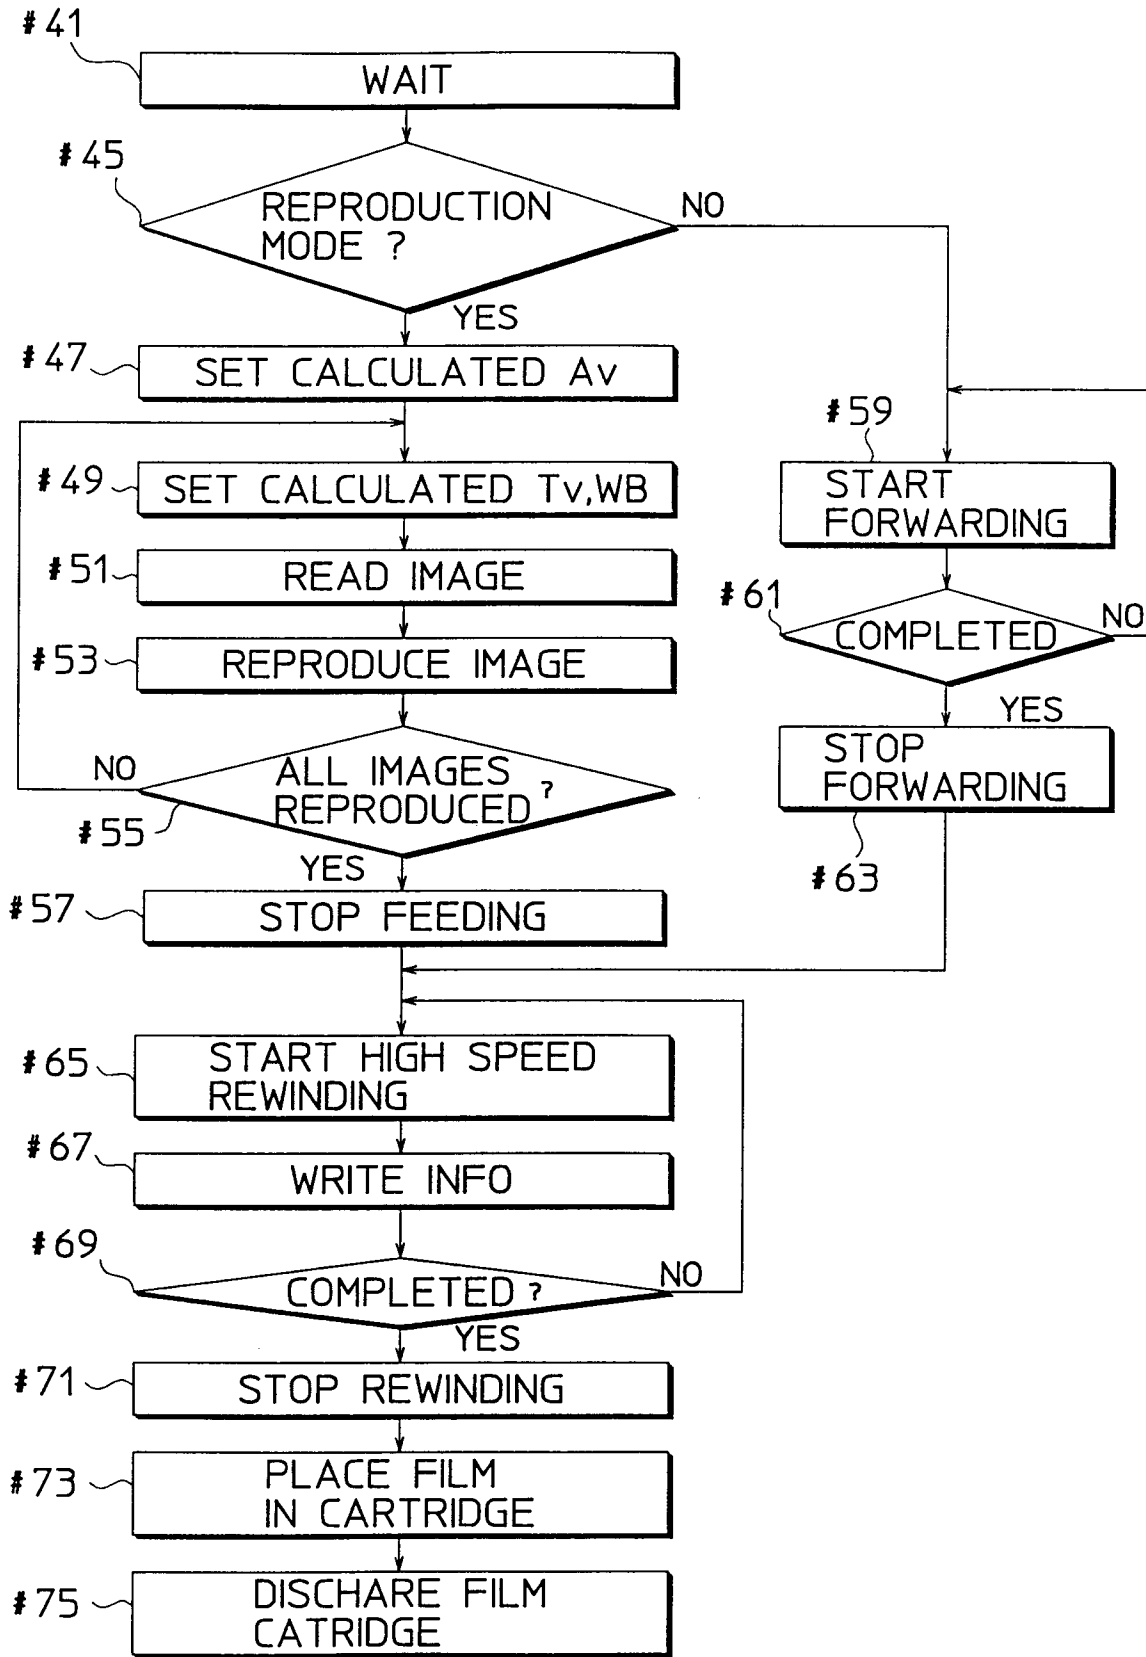 #41
WAIT
#45
REPRODUCTION
MODE ?
NO
YES
#47
SET CALCULATED Av
#49
SET CALCULATED Tv,WB
#51
READ IMAGE
#53
REPRODUCE IMAGE
NO
ALL IMAGES
REPRODUCED ?
#55
YES
#57
STOP FEEDING
#59
START
FORWARDING
#61
COMPLETED
NO
YES
STOP
FORWARDING
#63
#65
START HIGH SPEED
REWINDING
#67
WRITE INFO
#69
COMPLETED ?
NO
YES
#71
STOP REWINDING
#73
PLACE FILM
IN CARTRIDGE
#75
DISCHARE FILM
CATRIDGE